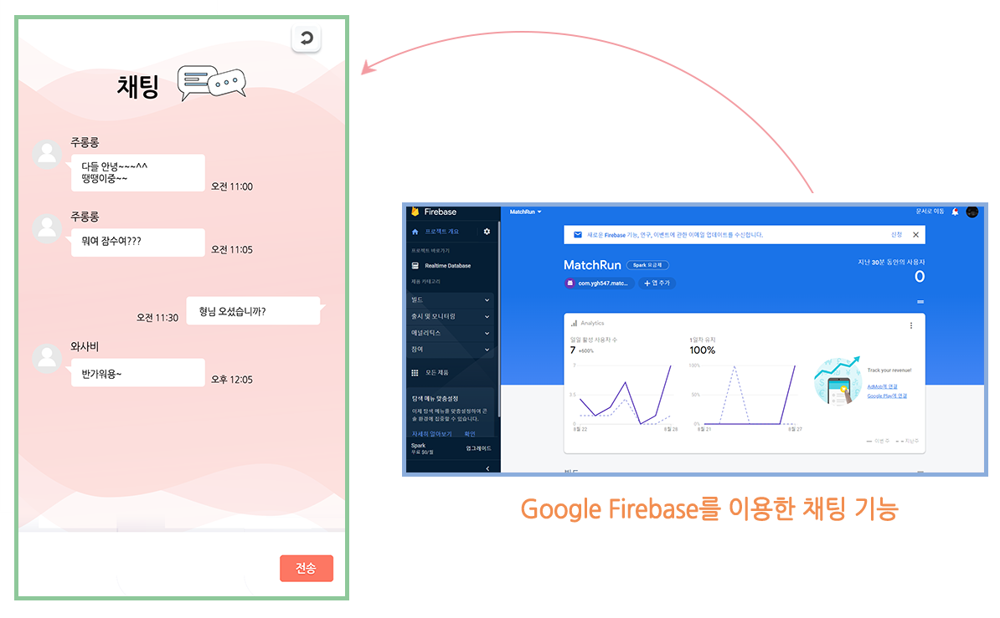 채팅
주룽룽
다들 안녕~~~^^
땡땡이중~~
오전 11:00
주룽룽
뭐여 잠수여???
오전 11:05
형님 오셨습니까?
오전 11:30
와사비
반가워용~
오후 12:05
전송
Firebase
프로젝트 개요
프로젝트 바로가기
Realtime Database
제품 카테고리
빌드
출시 및 모니터링
애널리틱스
참여
모든 제품
탐색 메뉴 맞춤설정
이제 탐색 메뉴를 맞춤설정하여 콘
솔 환경에 집중할 수 있습니다.
자세히 알아보기 확인
Spark
무료 $0/월
업그레이드
MatchRun
문서로 이동
새로운 Firebase 기능, 연구, 이벤트에 관한 이메일 업데이트를 수신합니다.
신청
MatchRun
Spark 요금제
com.ygh547.matc...
+ 앱 추가
지난 30분 동안의 사용자
0
Analytics
일일 활성 사용자 수
7 +600%
7
3.5
0
8월 22
8월 28
1일차 유지
100%
100%
50%
0%
8월 21
8월 27
Track your revenue!
AdMob에 연결
Google Play에 연결
이번 주
지난주
빌드
Google Firebase를 이용한 채팅 기능